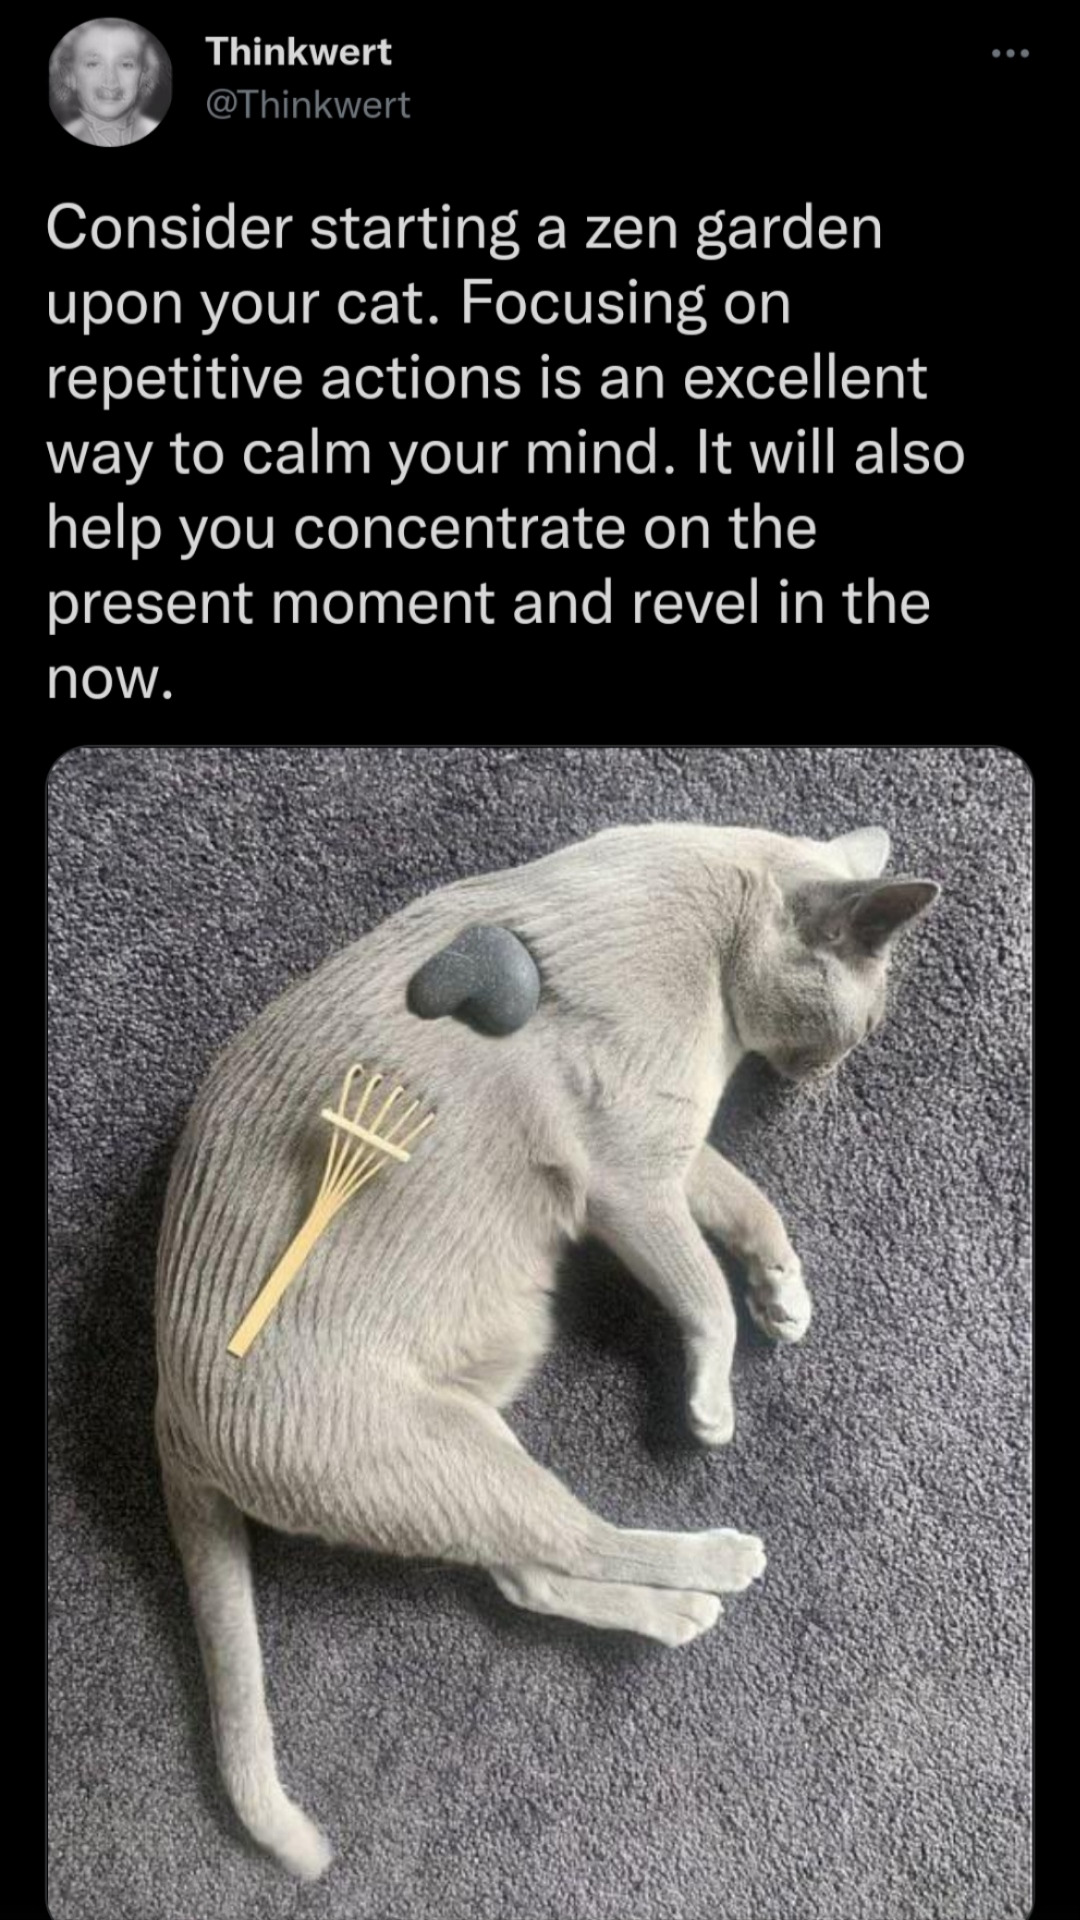 Thinkwert
@Thinkwert
Consider starting a zen garden
upon your cat. Focusing on
repetitive actions is an excellent
way to calm your mind. It will also
help you concentrate on the
present moment and revel in the
now.